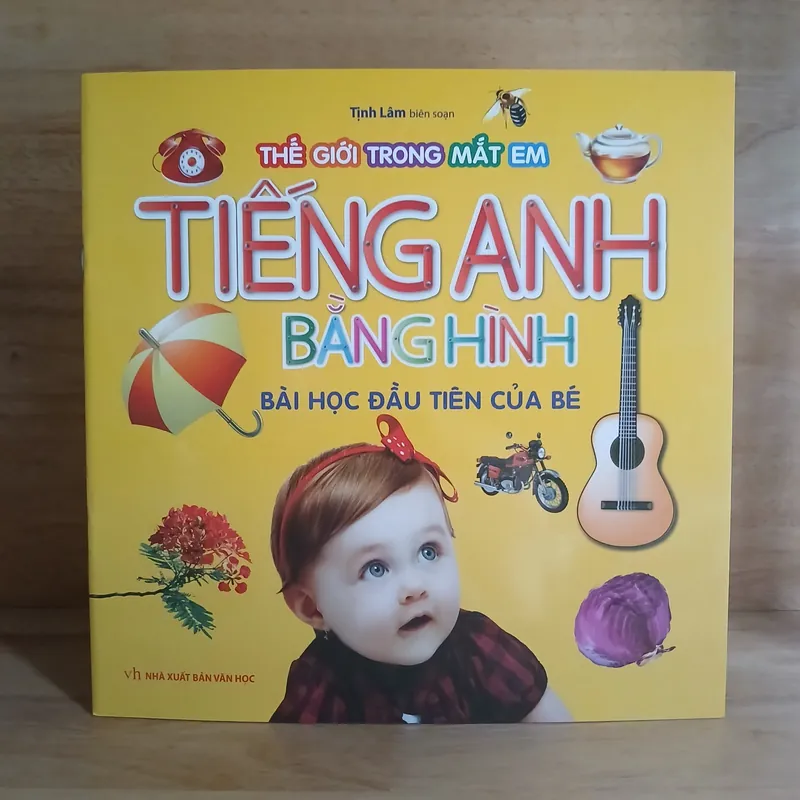 Tịnh Lâm biên soạn
THẾ GIỚI TRONG MẮT EM
TIẾNG ANH
BẰNG HÌNH
BÀI HỌC ĐẦU TIÊN CỦA BÉ
vh NHÀ XUẤT BẢN VĂN HỌC